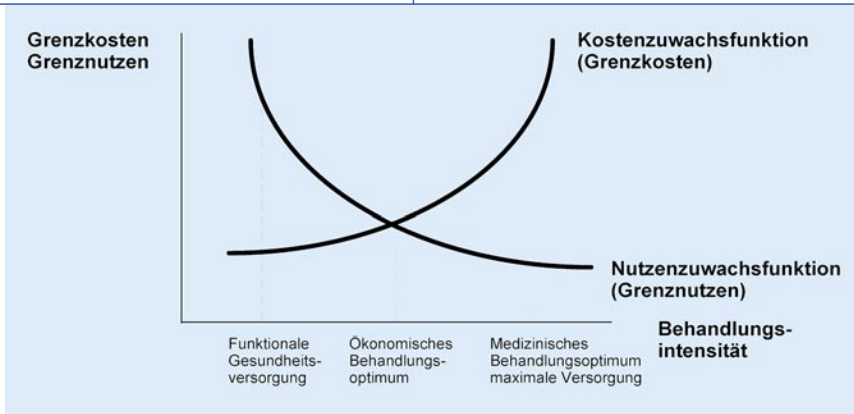 Grenzkosten
Grenznutzen
Kostenzuwachsfunktion
(Grenzkosten)
Nutzenzuwachsfunktion
(Grenznutzen)
Behandlungs-
intensität
Funktionale
Gesundheits-
versorgung
Ökonomisches
Behandlungs-
optimum
Medizinisches
Behandlungsoptimum
maximale Versorgung